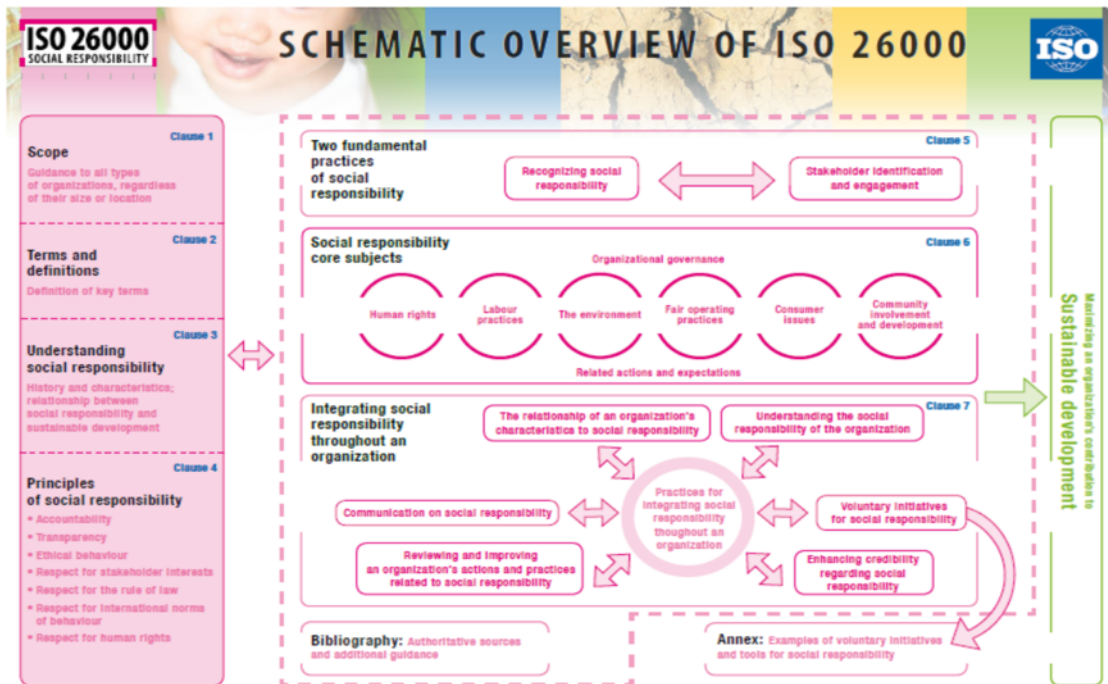 ISO 26000
SOCIAL RESPONSIBILITY
SCHEMATIC OVERVIEW OF ISO 26000
ISO
Clause 1
Scope
Guidance to all types
of organizations, regardless
of their size or location
Clause 2
Terms and
definitions
Definition of key terms
Clause 3
Understanding
social responsibility
History and characteristics;
relationship between
social responsibility and
sustainable development
Clause 4
Principles
of social responsibility
• Accountability
• Transparency
• Ethical behaviour
• Respect for stakeholder interests
• Respect for the rule of law
• Respect for international norms
of behaviour
• Respect for human rights
Clause 5
Two fundamental
practices
of social
responsibility
Recognizing social
responsibility
Stakeholder identification
and engagement
Clause 6
Social responsibility
core subjects
Organizational governance
Human rights
Labour
practices
The environment
Fair operating
practices
Consumer
issues
Community
involvement
and development
Related actions and expectations
Clause 7
Integrating social
responsibility
throughout an
organization
The relationship of an organization's
characteristics to social responsibility
Understanding the social
responsibility of the organization
Practices for
integrating social
responsibility
thoughout an
organization
Communication on social responsibility
Voluntary initiatives
for social responsibility
Reviewing and improving
an organization's actions and practices
related to social responsibility
Enhancing credibility
regarding social
responsibility
Bibliography: Authoritative sources
and additional guidance
Annex: Examples of voluntary initiatives
and tools for social responsibility
Maximizing an organization's contribution to
Sustainable development